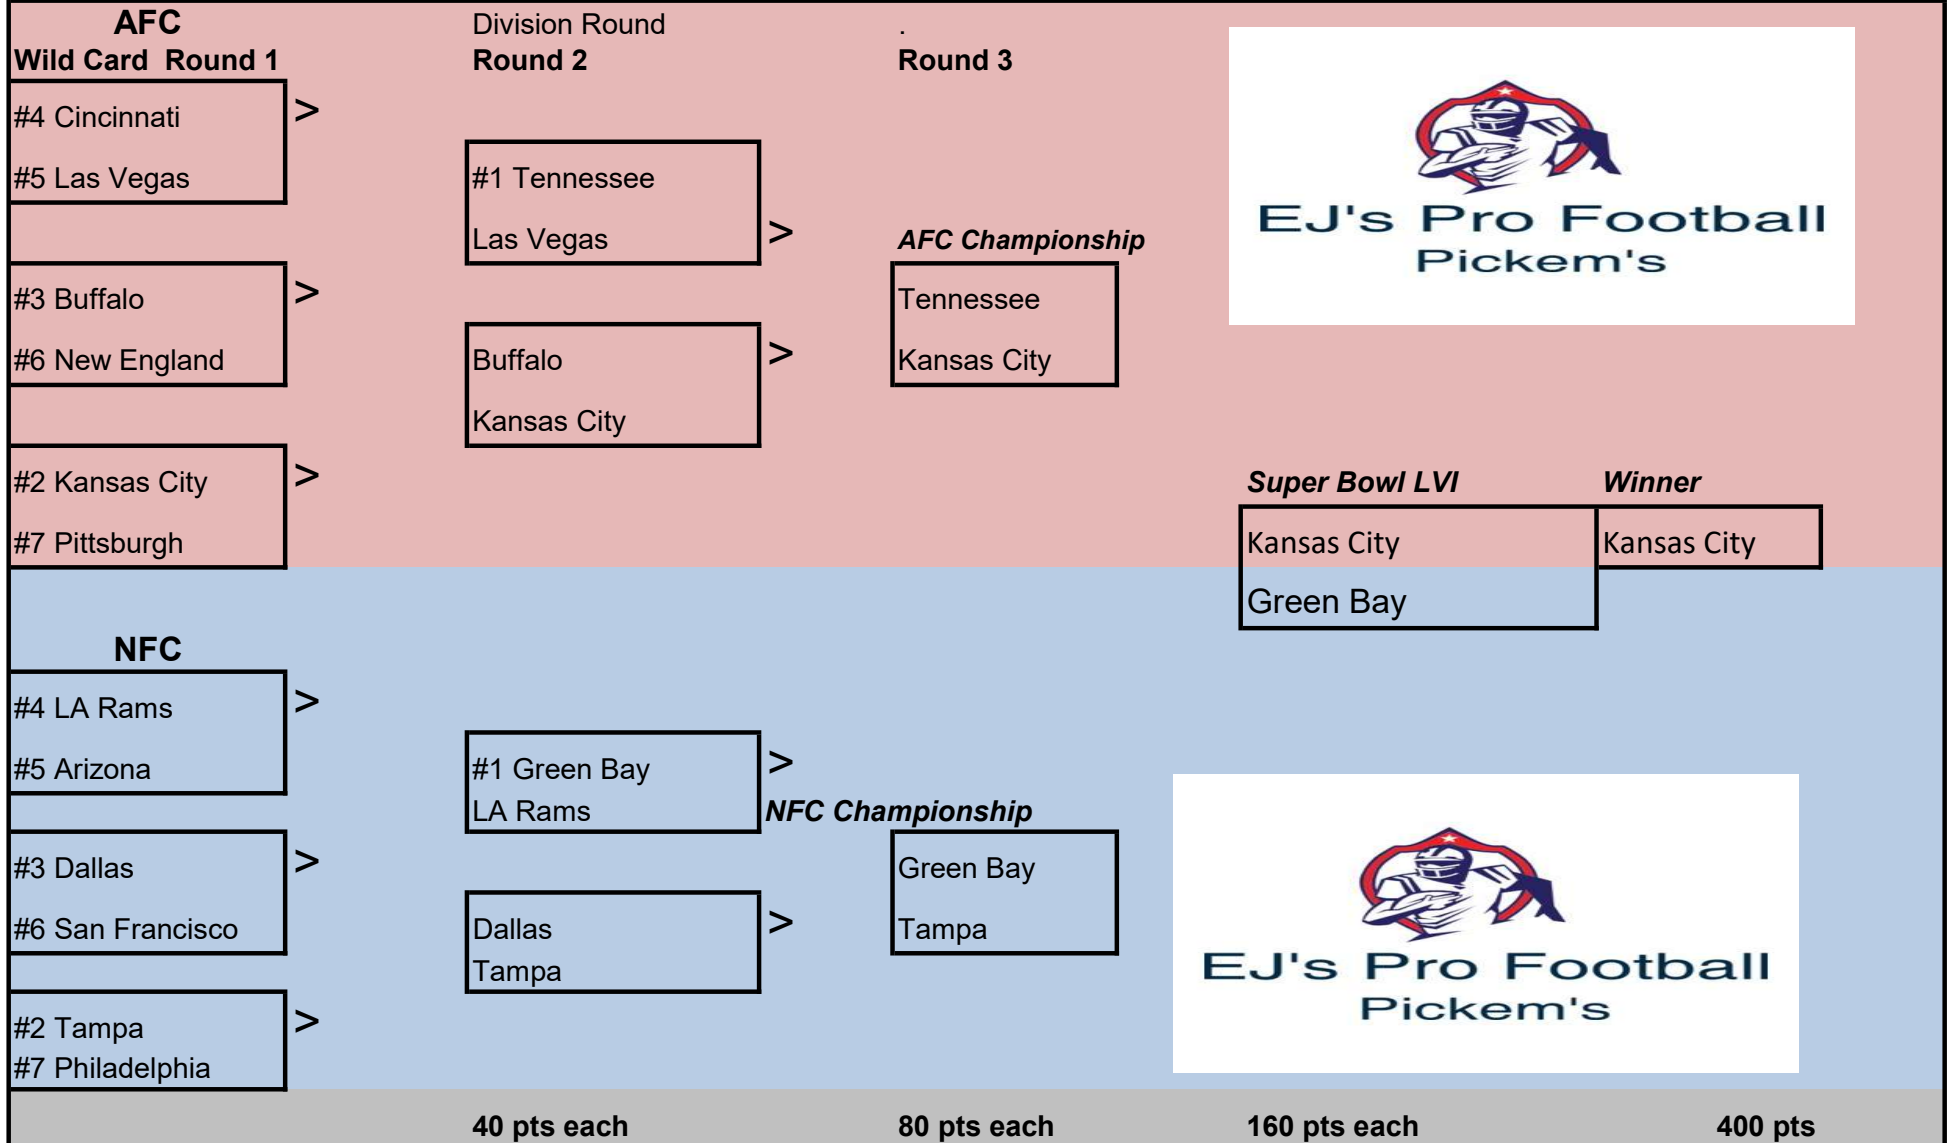 AFC Division Round .
Wild Card Round 1 Round 2 Round 3
#4 Cincinnati >
#5 Las Vegas #1 Tennessee
Las Vegas > AFC Championship
EJ's Pro Football
Pickem's
#3 Buffalo > Tennessee
#6 New England Buffalo > Kansas City
Kansas City
#2 Kansas City > Super Bowl LVI Winner
#7 Pittsburgh Kansas City Kansas City
Green Bay
NFC
#4 LA Rams >
#5 Arizona #1 Green Bay >
LA Rams NFC Championship
#3 Dallas > Green Bay
#6 San Francisco Dallas > Tampa
Tampa
EJ's Pro Football
Pickem's
#2 Tampa >
#7 Philadelphia
40 pts each 80 pts each 160 pts each 400 pts